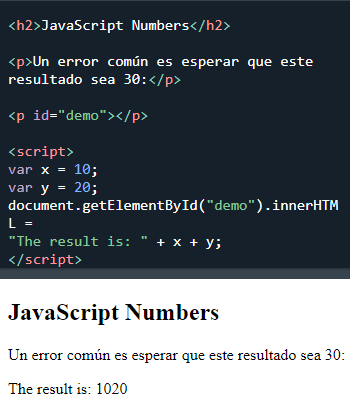 <h2>JavaScript Numbers</h2>
<p>Un error común es esperar que este
resultado sea 30:</p>
<p id="demo"></p>
<script>
var x = 10;
var y = 20;
document.getElementById("demo").innerHTM
L =
"The result is: " + x + y;
</script>
JavaScript Numbers
Un error común es esperar que este resultado sea 30:
The result is: 1020